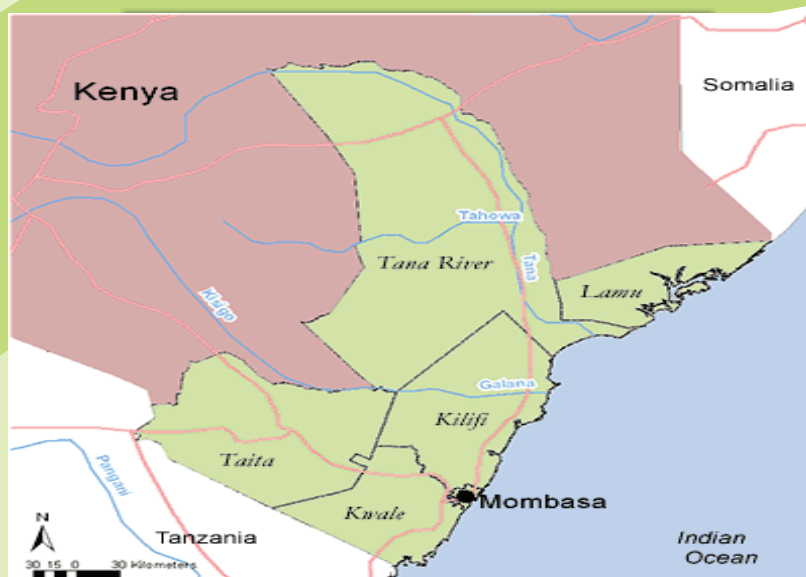 Kenya
Somalia
Tahowa
Tana River
Tana
Lamu
Kisigo
Galana
Kilifi
Taita
Pangani
Kwale
Mombasa
N
Tanzania
Indian
Ocean
30 15 0 30 Kilometers